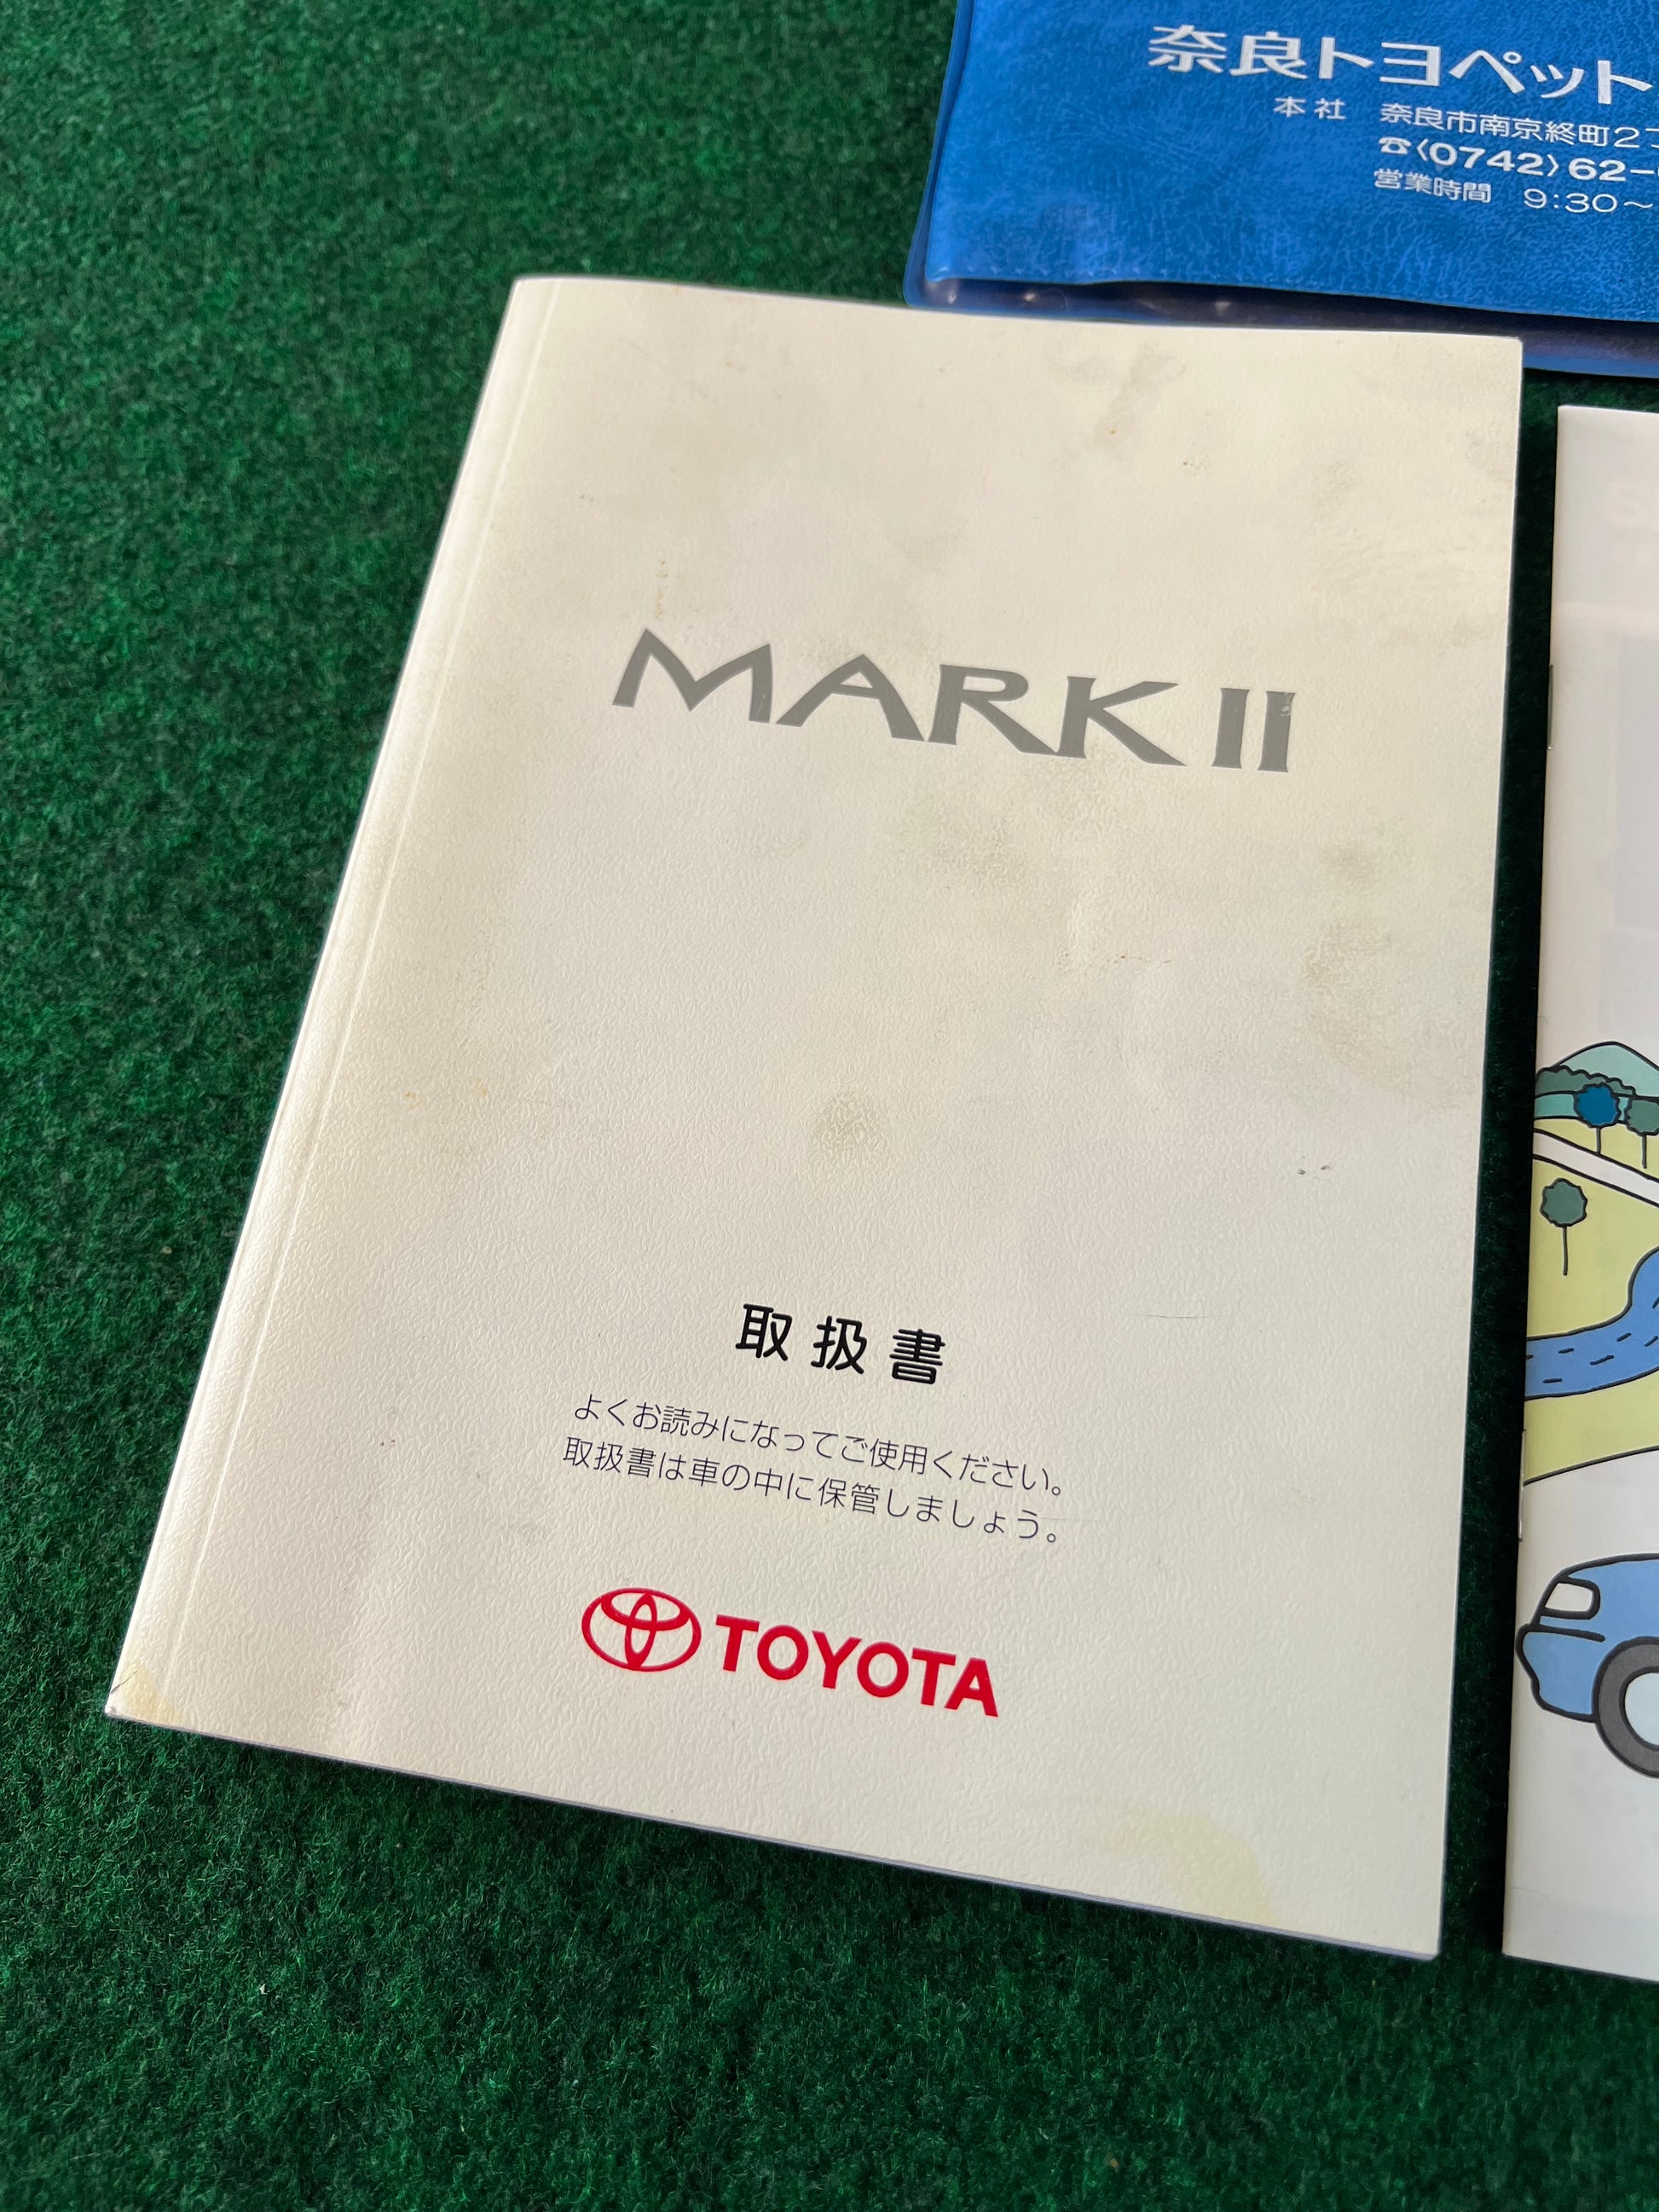 奈良トヨペット
本社 奈良市南京終町2
☎(0742)62-
営業時間 9:30~
MARK II
取扱書
よくお読みになってご使用ください。
取扱書は車の中に保管しましょう。
TOYOTA